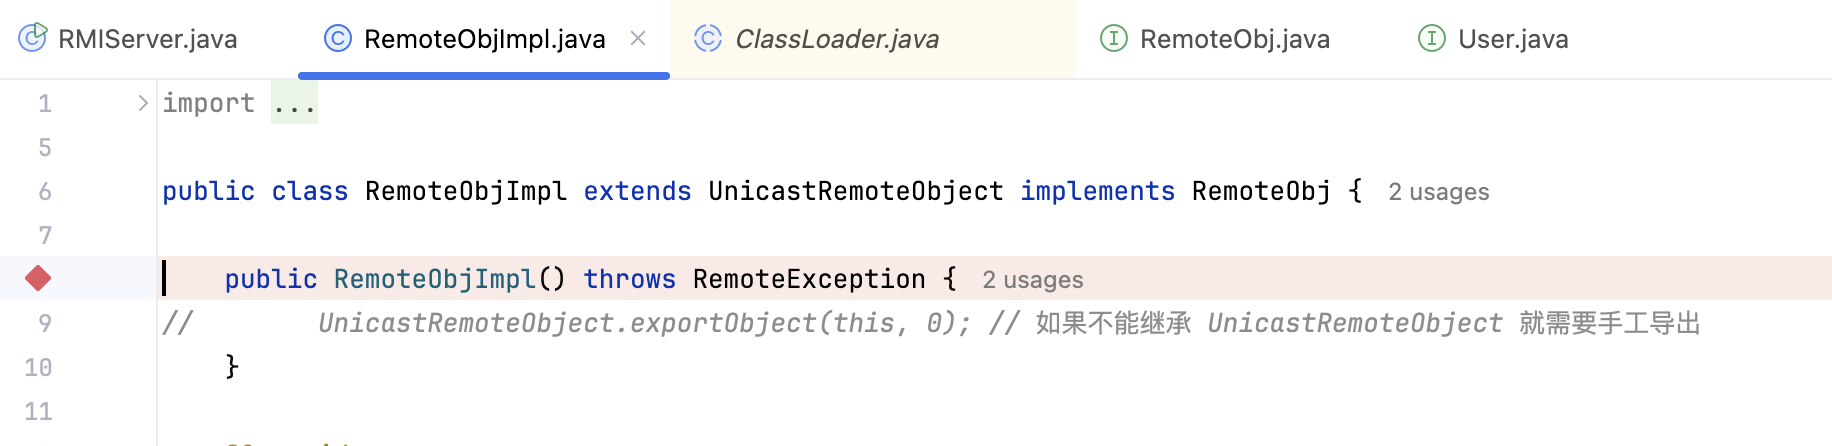 RMIServer.java RemoteObjImpl.java ClassLoader.java RemoteObj.java User.java
1 import ...
5
6 public class RemoteObjImpl extends UnicastRemoteObject implements RemoteObj { 2 usages
7
public RemoteObjImpl() throws RemoteException { 2 usages
9 // UnicastRemoteObject.exportObject(this, 0); // 如果不能继承 UnicastRemoteObject 就需要手工导出
10 }
11